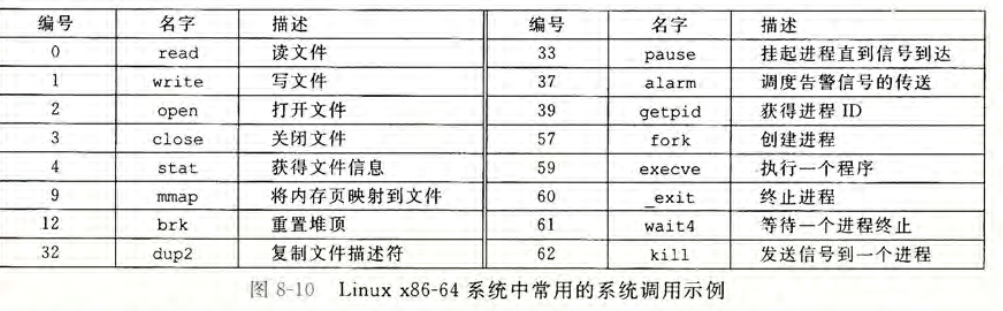 编号 名字 描述 编号 名字 描述
0 read 读文件 33 pause 挂起进程直到信号到达
1 write 写文件 37 alarm 调度告警信号的传送
2 open 打开文件 39 getpid 获得进程 ID
3 close 关闭文件 57 fork 创建进程
4 stat 获得文件信息 59 execve 执行一个程序
9 mmap 将内存页映射到文件 60 _exit 终止进程
12 brk 重置堆顶 61 wait4 等待一个进程终止
32 dup2 复制文件描述符 62 kill 发送信号到一个进程
图 8-10 Linux x86-64 系统中常用的系统调用示例